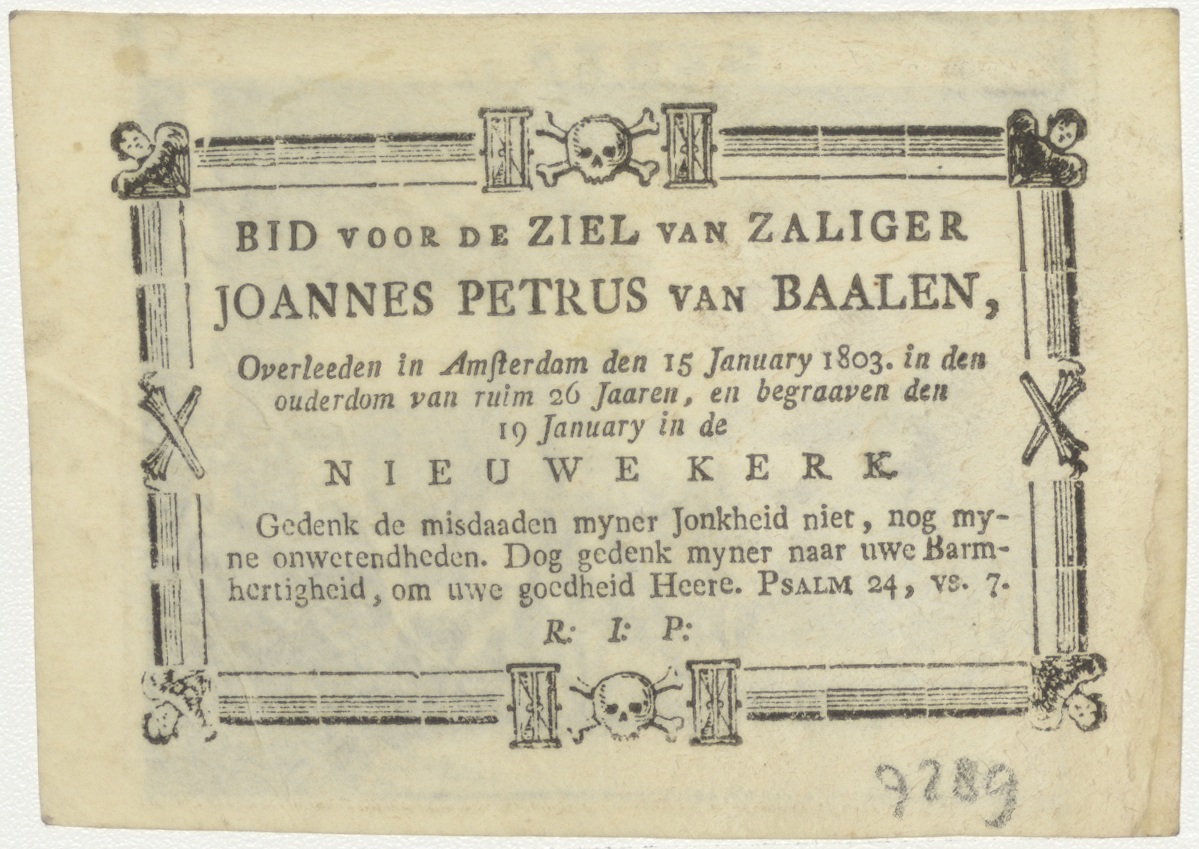 BID VOOR DE ZIEL VAN ZALIGER
JOANNES PETRUS VAN BAALEN,
Overleeden in Amſterdam den 15 January 1803. in den
ouderdom van ruim 26 Jaaren, en begraaven den
19 January in de
NIEUWE KERK
Gedenk de misdaaden myner Jonkheid niet, nog my-
ne onwetendheden. Dog gedenk myner naar uwe Barm-
hertigheid, om uwe goedheid Heere. PSALM 24, vs. 7.
R: I: P:
9289